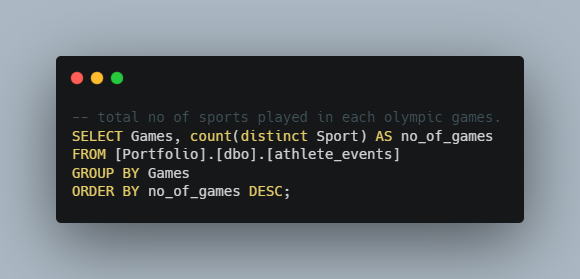 -- total no of sports played in each olympic games.
SELECT Games, count(distinct Sport) AS no_of_games
FROM [Portfolio].[dbo].[athlete_events]
GROUP BY Games
ORDER BY no_of_games DESC;